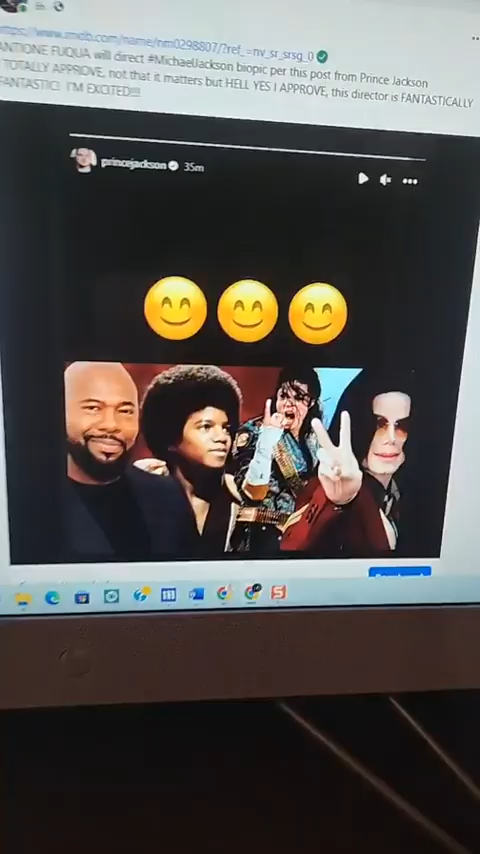 https://www.imdb.com/name/nm0298807/?ref_=nv_sr_srsg_0
ANTIONE FUQUA will direct #MichaelJackson biopic per this post from Prince Jackson
TOTALLY APPROVE, not that it matters but HELL YES I APPROVE, this director is FANTASTICALLY
FANTASTIC! I'M EXCITED!!!!
princejackson 35m